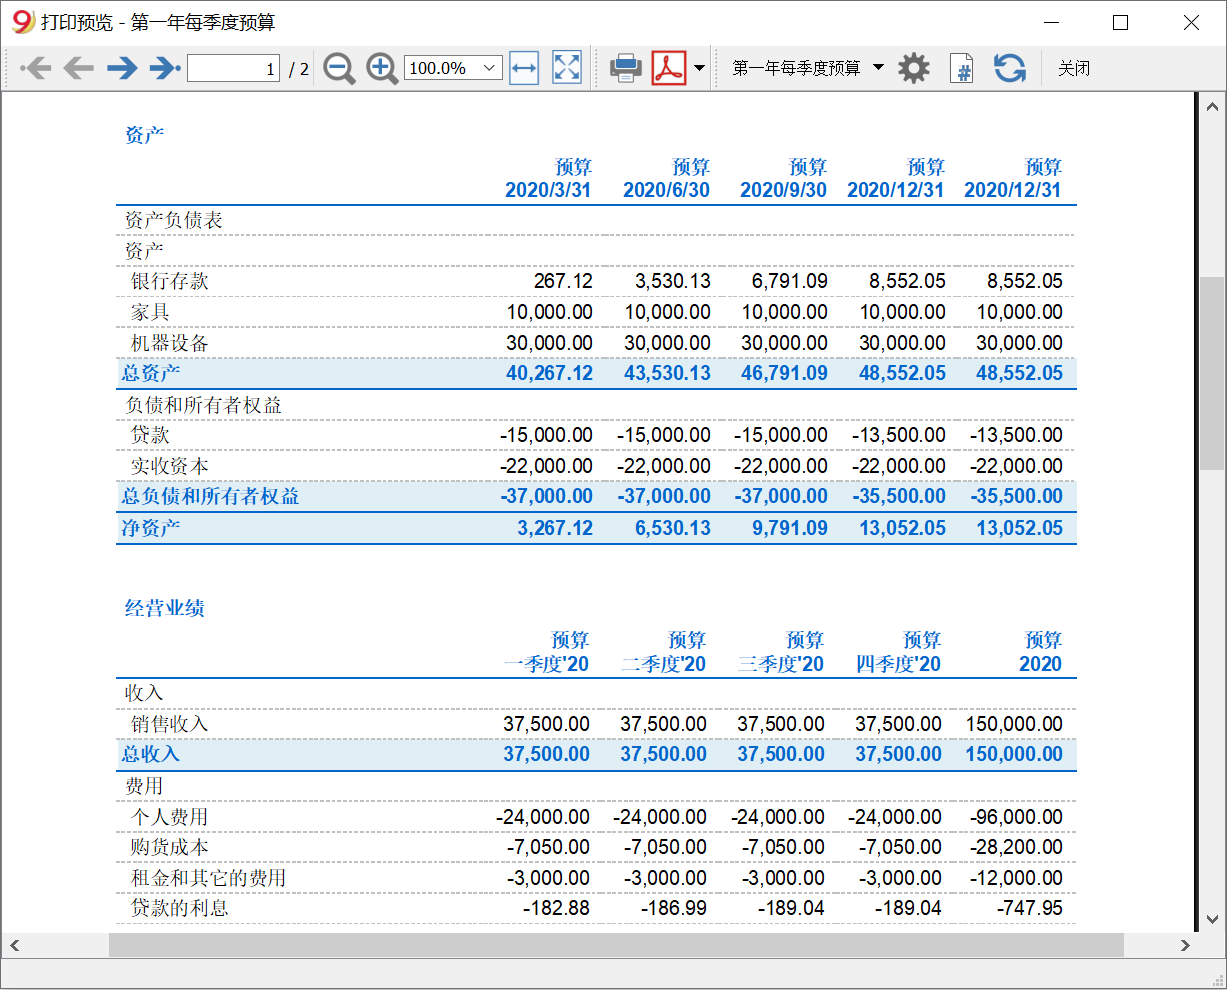 打印预览 - 第一年每季度预算
1 / 2 100.0% 第一年每季度预算 # 关闭
资产
预算 预算 预算 预算 预算
2020/3/31 2020/6/30 2020/9/30 2020/12/31 2020/12/31
资产负债表
资产
银行存款 267.12 3,530.13 6,791.09 8,552.05 8,552.05
家具 10,000.00 10,000.00 10,000.00 10,000.00 10,000.00
机器设备 30,000.00 30,000.00 30,000.00 30,000.00 30,000.00
总资产 40,267.12 43,530.13 46,791.09 48,552.05 48,552.05
负债和所有者权益
贷款 -15,000.00 -15,000.00 -15,000.00 -13,500.00 -13,500.00
实收资本 -22,000.00 -22,000.00 -22,000.00 -22,000.00 -22,000.00
总负债和所有者权益 -37,000.00 -37,000.00 -37,000.00 -35,500.00 -35,500.00
净资产 3,267.12 6,530.13 9,791.09 13,052.05 13,052.05
经营业绩
预算 预算 预算 预算 预算
一季度'20 二季度'20 三季度'20 四季度'20 2020
收入
销售收入 37,500.00 37,500.00 37,500.00 37,500.00 150,000.00
总收入 37,500.00 37,500.00 37,500.00 37,500.00 150,000.00
费用
个人费用 -24,000.00 -24,000.00 -24,000.00 -24,000.00 -96,000.00
购货成本 -7,050.00 -7,050.00 -7,050.00 -7,050.00 -28,200.00
租金和其它的费用 -3,000.00 -3,000.00 -3,000.00 -3,000.00 -12,000.00
贷款的利息 -182.88 -186.99 -189.04 -189.04 -747.95